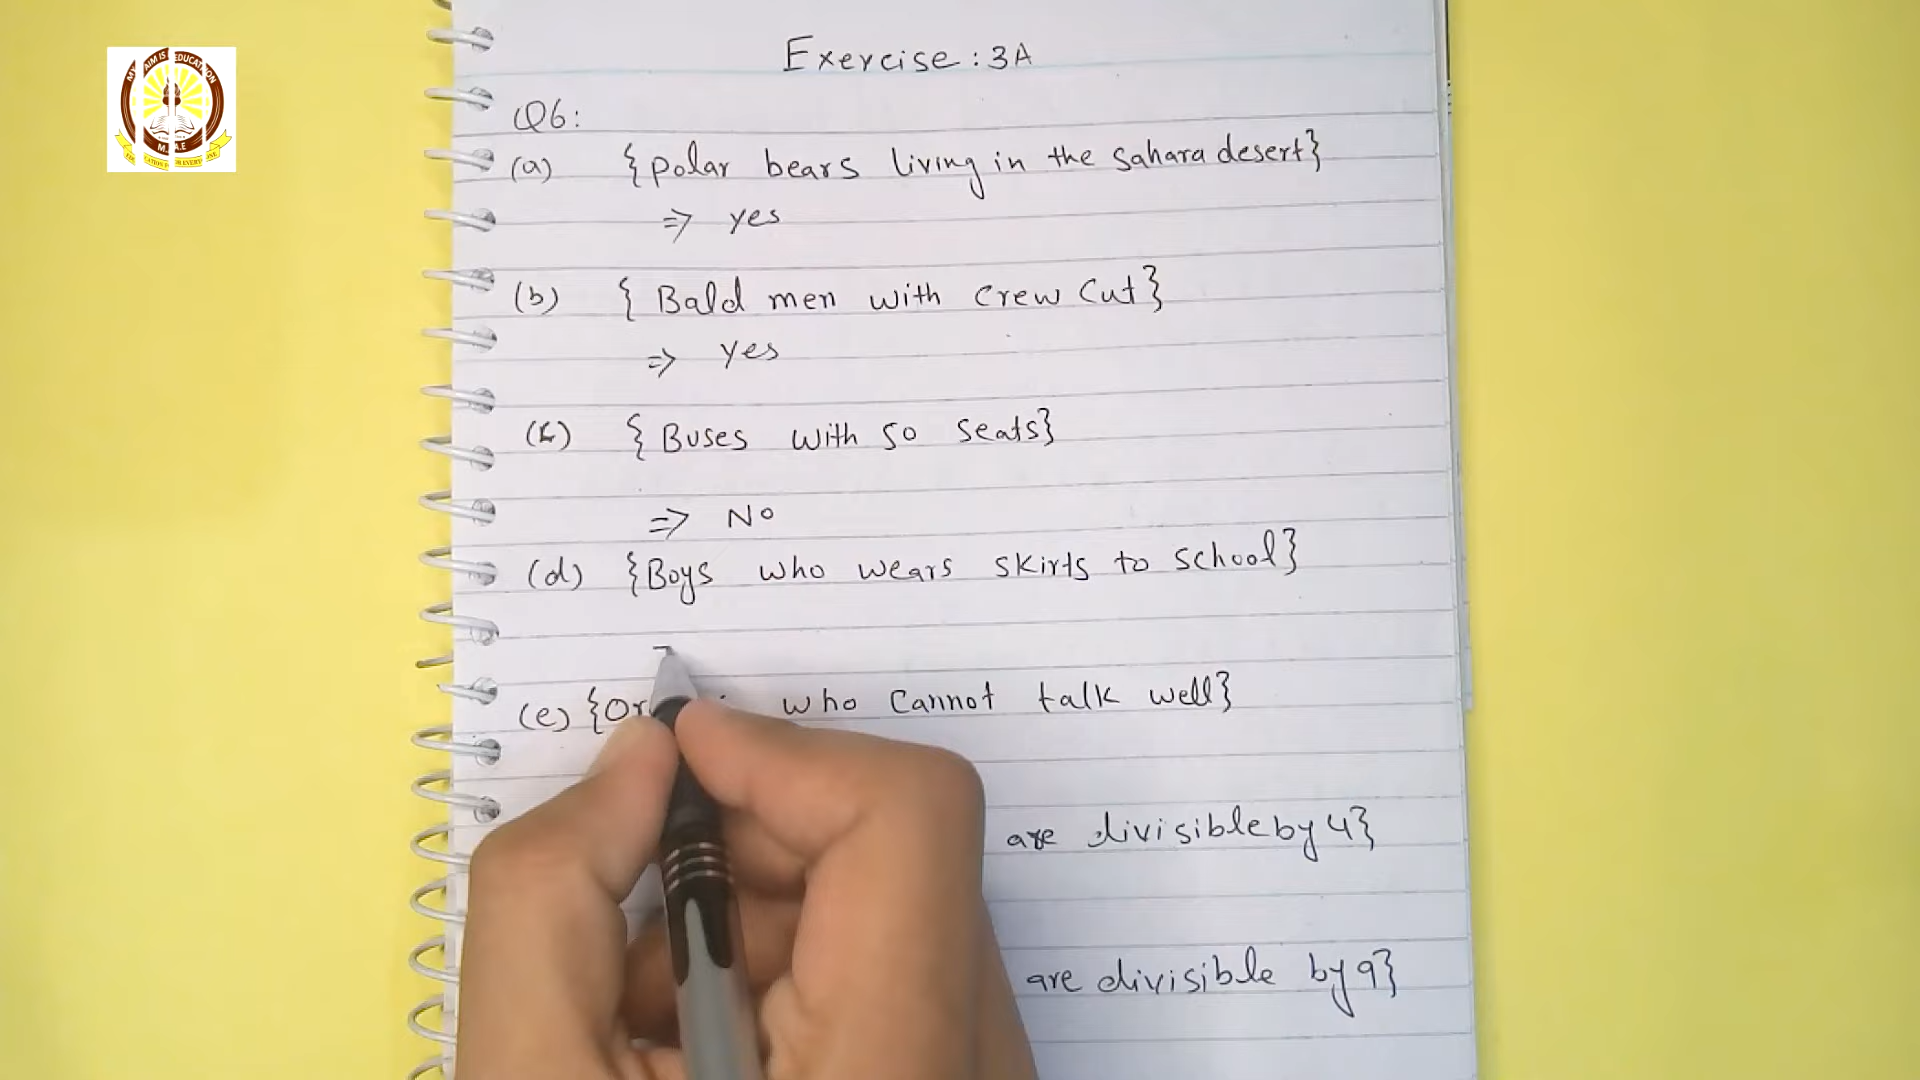 Exercise: 3A
Q6:
(a) {Polar bears living in the sahara desert}
=> yes
(b) {Bald men with crew cut}
=> yes
(c) {Buses with 50 seats}
=> No
(d) {Boys who wears skirts to school}
(e) {Or who cannot talk well}
are divisible by 4}
are divisible by 9}